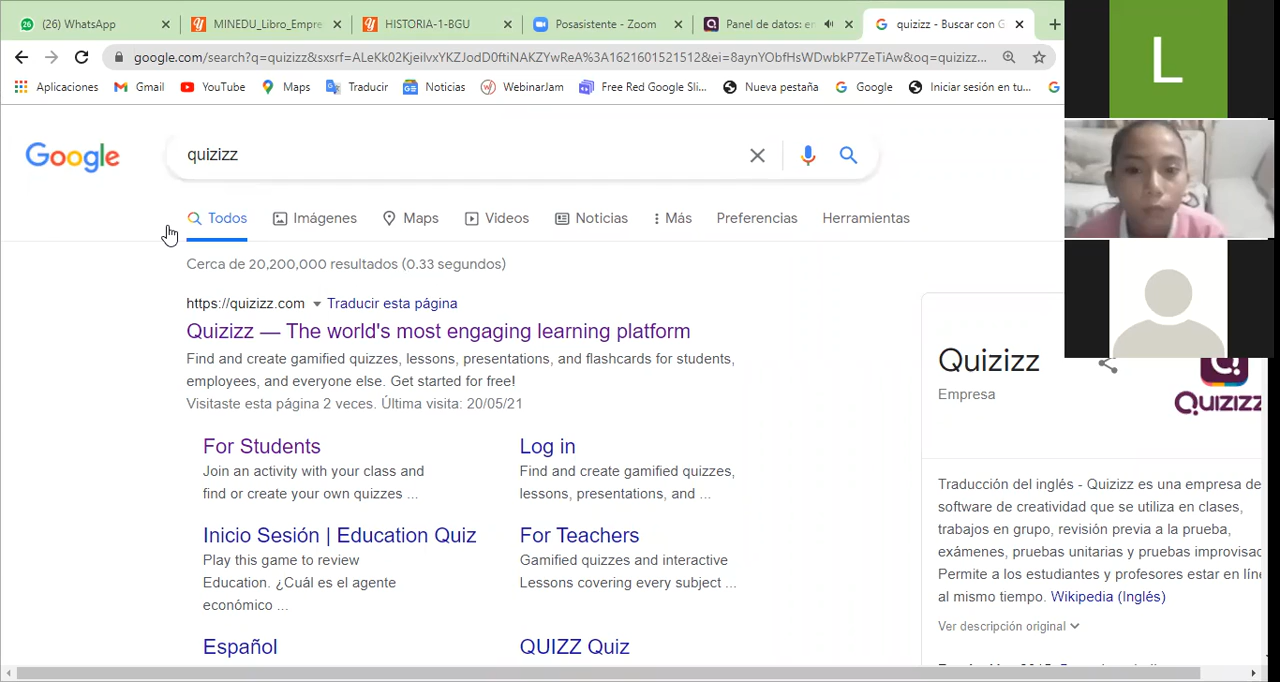 (26) WhatsApp
MINEDU_Libro_Empre
HISTORIA-1-BGU
Posasistente - Zoom
Panel de datos: en
quizizz - Buscar con G
google.com/search?q=quizizz&sxsrf=ALeKk02KjeilvxYKZJodD0ftiNAKZYwReA%3A1621601521512&ei=8aynYObfHsWDwbkP7ZeTiAw&oq=quizizz...
Aplicaciones
Gmail
YouTube
Maps
Traducir
Noticias
WebinarJam
Free Red Google Sli...
Nueva pestaña
Google
Iniciar sesión en tu...
L
Google
quizizz
Todos
Imágenes
Maps
Videos
Noticias
Más
Preferencias
Herramientas
Cerca de 20,200,000 resultados (0.33 segundos)
https://quizizz.com Traducir esta página
Quizizz — The world's most engaging learning platform
Find and create gamified quizzes, lessons, presentations, and flashcards for students,
employees, and everyone else. Get started for free!
Visitaste esta página 2 veces. Última visita: 20/05/21
For Students
Join an activity with your class and
find or create your own quizzes ...
Log in
Find and create gamified quizzes,
lessons, presentations, and ...
Inicio Sesión | Education Quiz
Play this game to review
Education. ¿Cuál es el agente
económico ...
For Teachers
Gamified quizzes and interactive
Lessons covering every subject ...
Español
QUIZZ Quiz
Quizizz
Empresa
QUIZIZZ
Traducción del inglés - Quizizz es una empresa de
software de creatividad que se utiliza en clases,
trabajos en grupo, revisión previa a la prueba,
exámenes, pruebas unitarias y pruebas improvisad
Permite a los estudiantes y profesores estar en líne
al mismo tiempo. Wikipedia (Inglés)
Ver descripción original